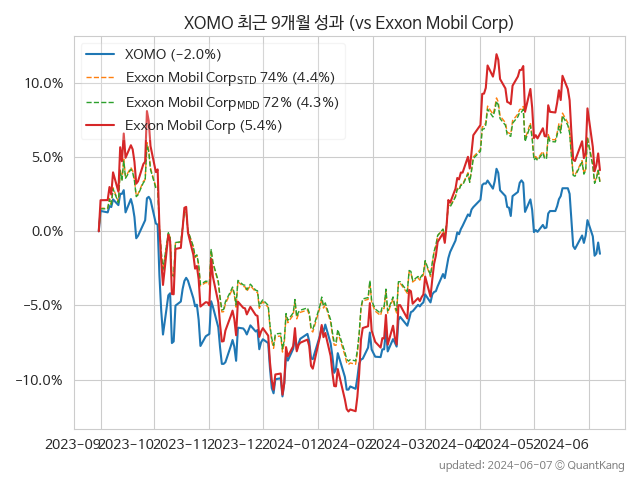 XOMO 최근 9개월 성과 (vs Exxon Mobil Corp)
XOMO (−2.0%)
Exxon Mobil CorpSTD 74% (4.4%)
Exxon Mobil CorpMDD 72% (4.3%)
Exxon Mobil Corp (5.4%)
10.0%
5.0%
0.0%
−5.0%
−10.0%
2023-09 2023-10 2023-11 2023-12 2024-01 2024-02 2024-03 2024-04 2024-05 2024-06
updated: 2024-06-07 © QuantKang